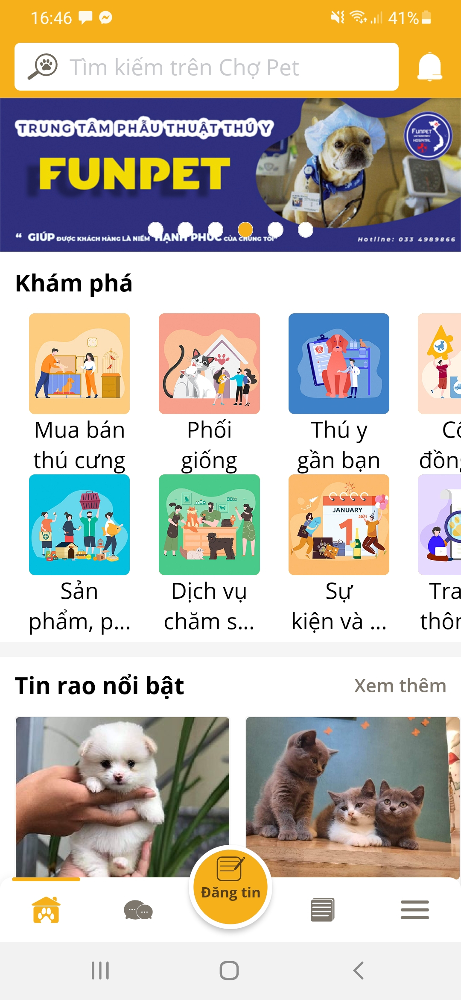 16:46
41%
Tìm kiếm trên Chợ Pet
TRUNG TÂM PHẪU THUẬT THÚ Y
FUNPET
FUNPET
VETERINARY
HOSPITAL
“ GIÚP ĐƯỢC KHÁCH HÀNG LÀ NIỀM HẠNH PHÚC CỦA CHÚNG TÔI”
Hotline: 033 4989866
Khám phá
Mua bán
thú cưng
Phối
giống
Thú y
gần bạn
Cô
đồng
JANUARY
2021
1
Sản
phẩm, p...
Dịch vụ
chăm s...
Sự
kiện và ...
Tra
thôn
Tin rao nổi bật
Xem thêm
Đăng tin